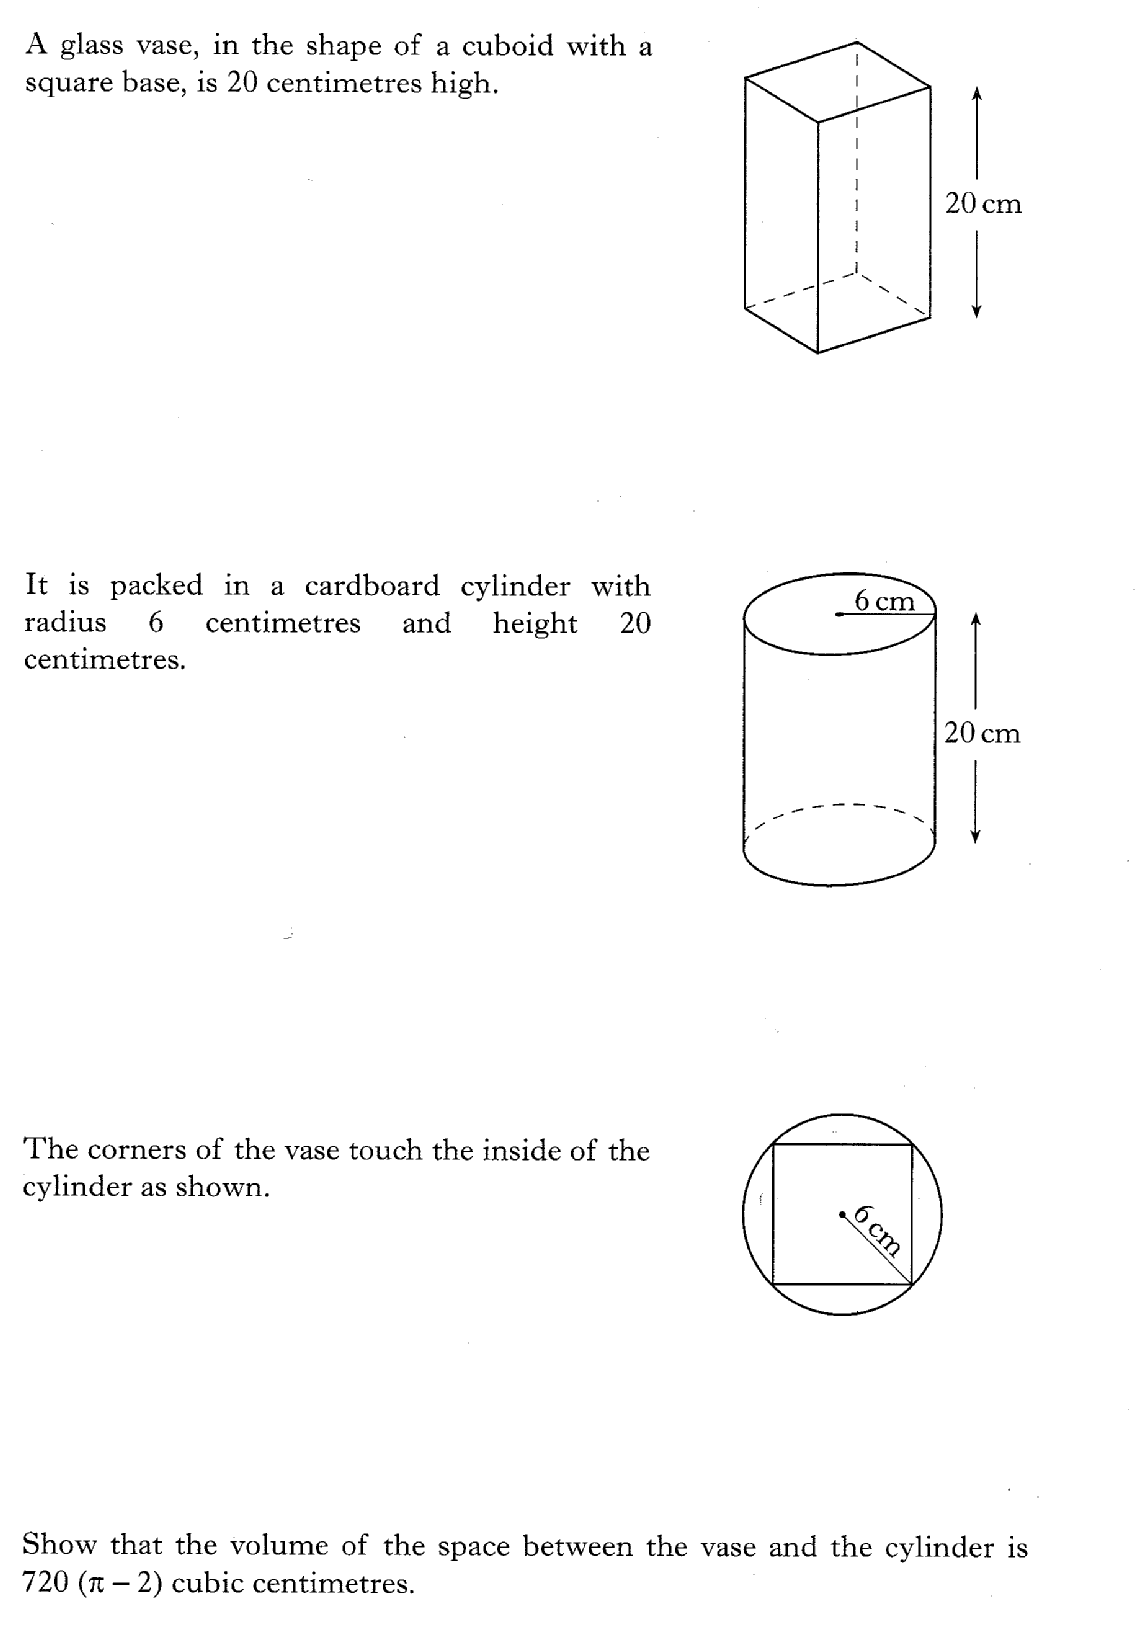 A glass vase, in the shape of a cuboid with a
square base, is 20 centimetres high.
20 cm
It is packed in a cardboard cylinder with
radius 6 centimetres and height 20
centimetres.
6 cm
20 cm
The corners of the vase touch the inside of the
cylinder as shown.
6 cm
Show that the volume of the space between the vase and the cylinder is
720 (π – 2) cubic centimetres.